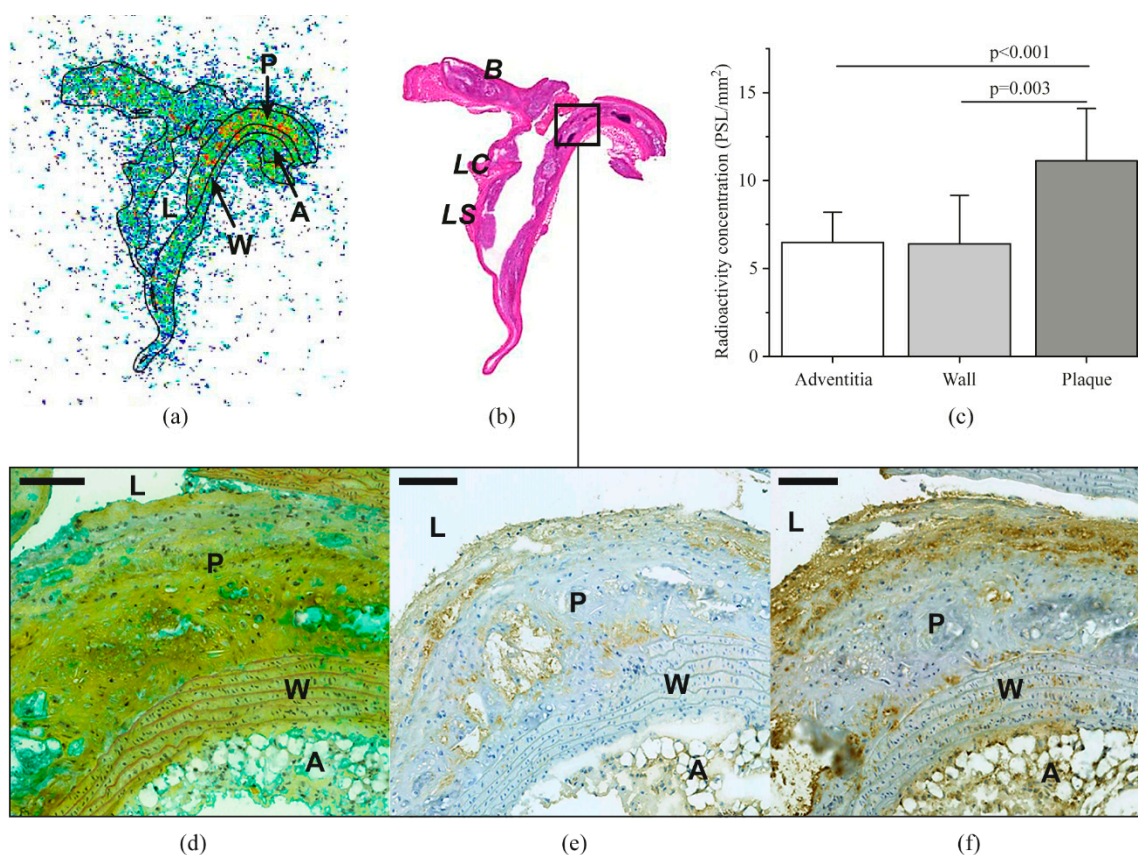 P
L
A
W
(a)
B
LC
LS
(b)
Radioactivity concentration (PSL/mm²)
15
10
5
0
p<0.001
p=0.003
Adventitia
Wall
Plaque
(c)
L
P
W
A
(d)
L
P
W
A
(e)
L
P
W
A
(f)